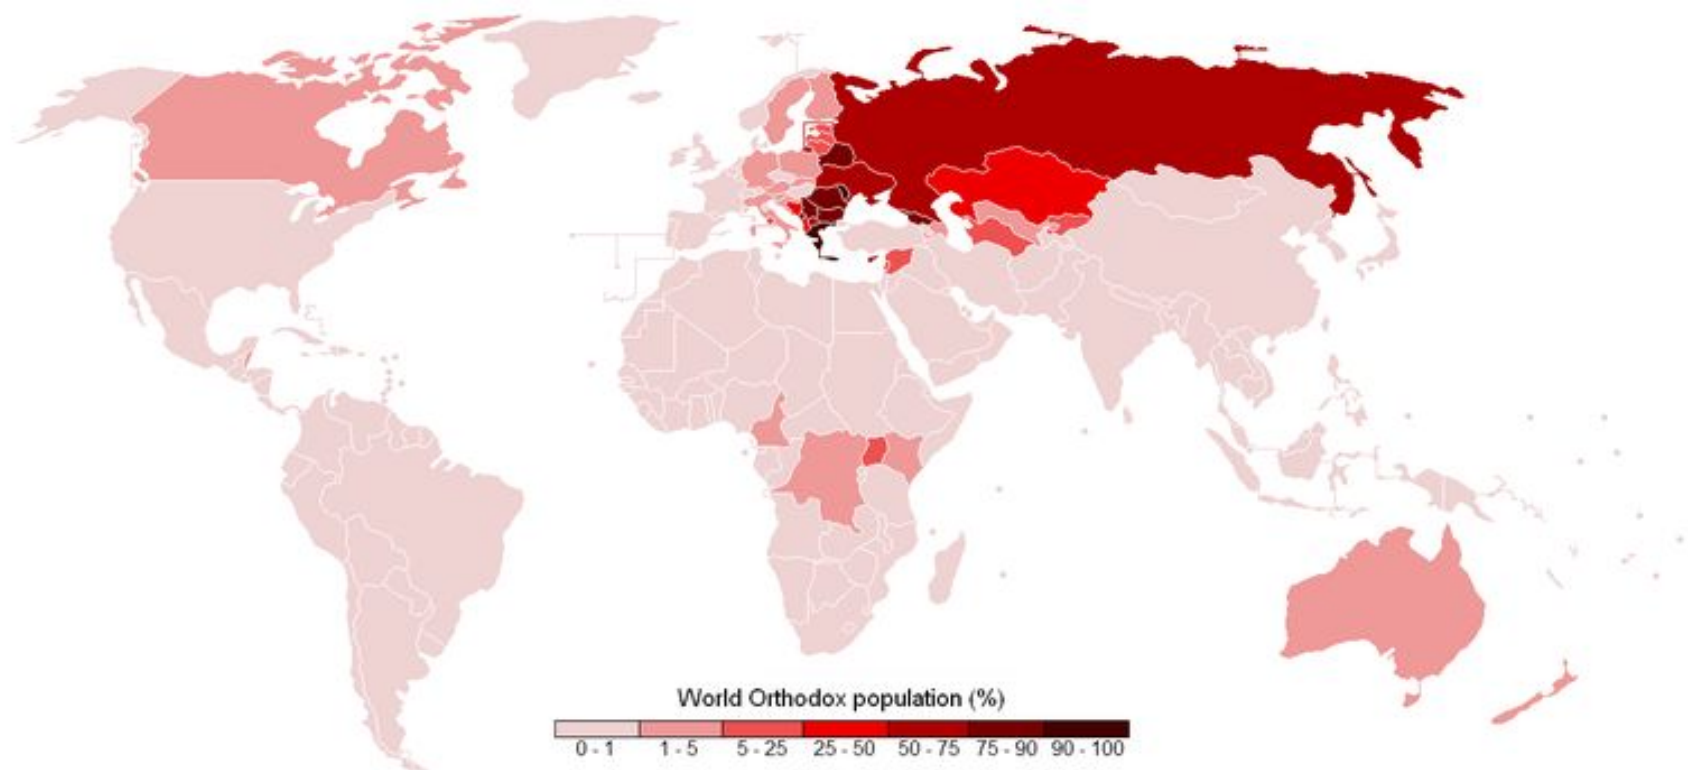 World Orthodox population (%)
0 - 1 1 - 5 5 - 25 25 - 50 50 - 75 75 - 90 90 - 100